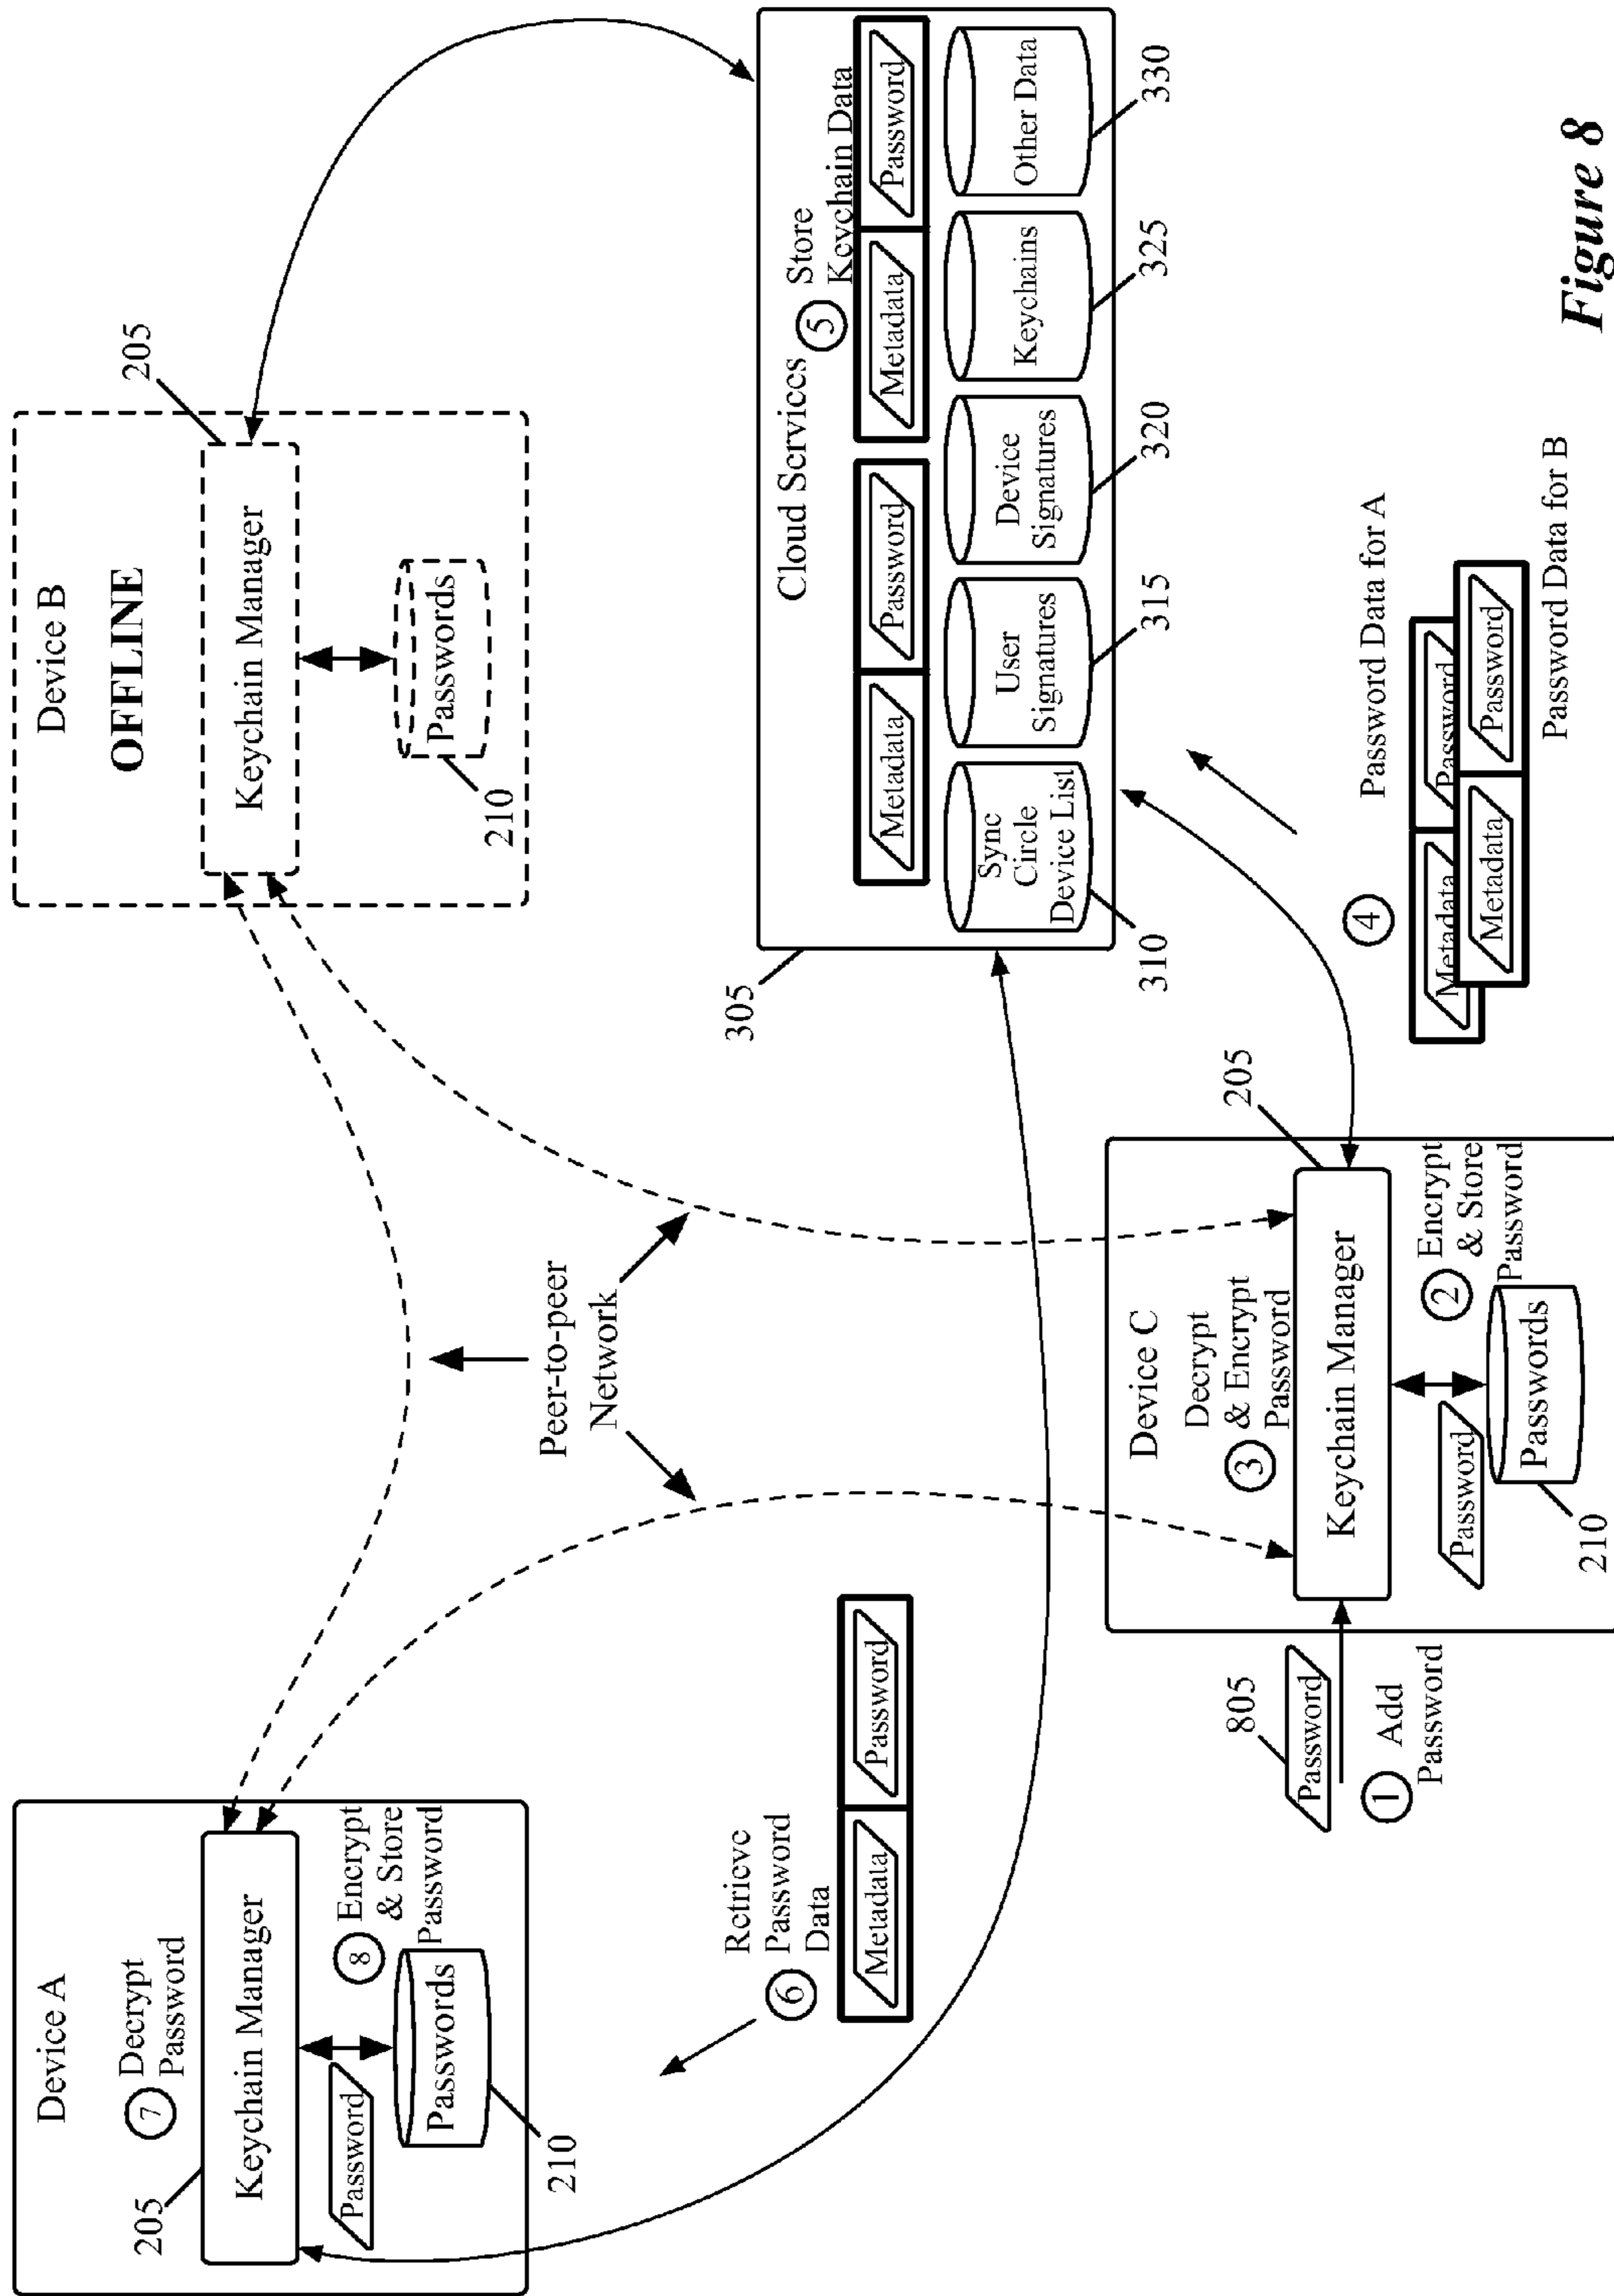 Device A
7
Decrypt
Password
205
Keychain Manager
Password
8
Encrypt
& Store
Password
Passwords
210
Device B
OFFLINE
205
Keychain Manager
Passwords
210
Peer-to-peer
Network
Retrieve
6
Password
Data
Metadata
Password
305
Cloud Services
5
Store
Keychain Data
Metadata
Password
Metadata
Password
Sync
Circle
Device List
User
Signatures
Device
Signatures
Keychains
Other Data
310
315
320
325
330
805
Password
1
Add
Password
Device C
205
Decrypt
3
& Encrypt
Password
Keychain Manager
2
Encrypt
& Store
Password
Password
Passwords
210
4
Password Data for A
Metadata
Password
Metadata
Password
Password Data for B
Figure 8